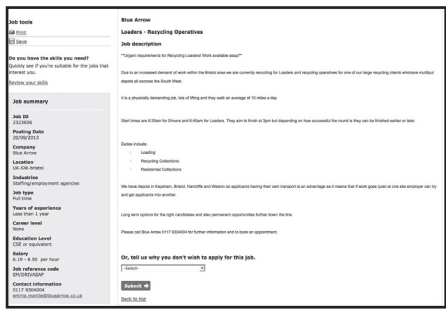 Job tools
Print
Save
Do you have the skills you need?
Quickly see if you're suitable for the jobs that
interest you.
Review your skills
Job summary
Job ID
2323606
Posting Date
20/08/2013
Company
Blue Arrow
Location
UK-SW-bristol
Industries
Staffing/employment agencies
Job type
Full time
Years of experience
Less than 1 year
Career level
None
Education Level
CSE or equivalent
Salary
6.19 - 6.50 per hour
Job reference code
EM/DRIVASAP
Contact information
0117 9304004
emma.mantle@bluearrow.co.uk
Blue Arrow
Loaders - Recycling Operatives
Job description
**Urgent requirements for Recycling Loaders! Work available asap!**
Due to an increased demand of work within the Bristol area we are currently recruiting for Loaders and recycling operatives for one of our large recycling clients who have multipul
depots all across the South West.
It is a physically demanding job, lots of lifting and they walk an average of 10 miles a day.
Start times are 6:30am for Drivers and 6:45am for Loaders. They aim to finish at 3pm but depending on how successful the round is they can be finished earlier or later.
Duties include:
· Loading
· Recycling Collections
· Residential Collections
We have depots in Keynsham, Bristol, Hartcliffe and Weston so applicants having their own transport is an advantage as it means that if work goes quiet at one site employer can try
and get applicants into another.
Long term options for the right candidates and also permanent opportunities further down the line.
Please call Blue Arrow 0117 9304004 for further information and to book an appointment.
Or, tell us why you don't wish to apply for this job.
-Select-
Submit
Back to top